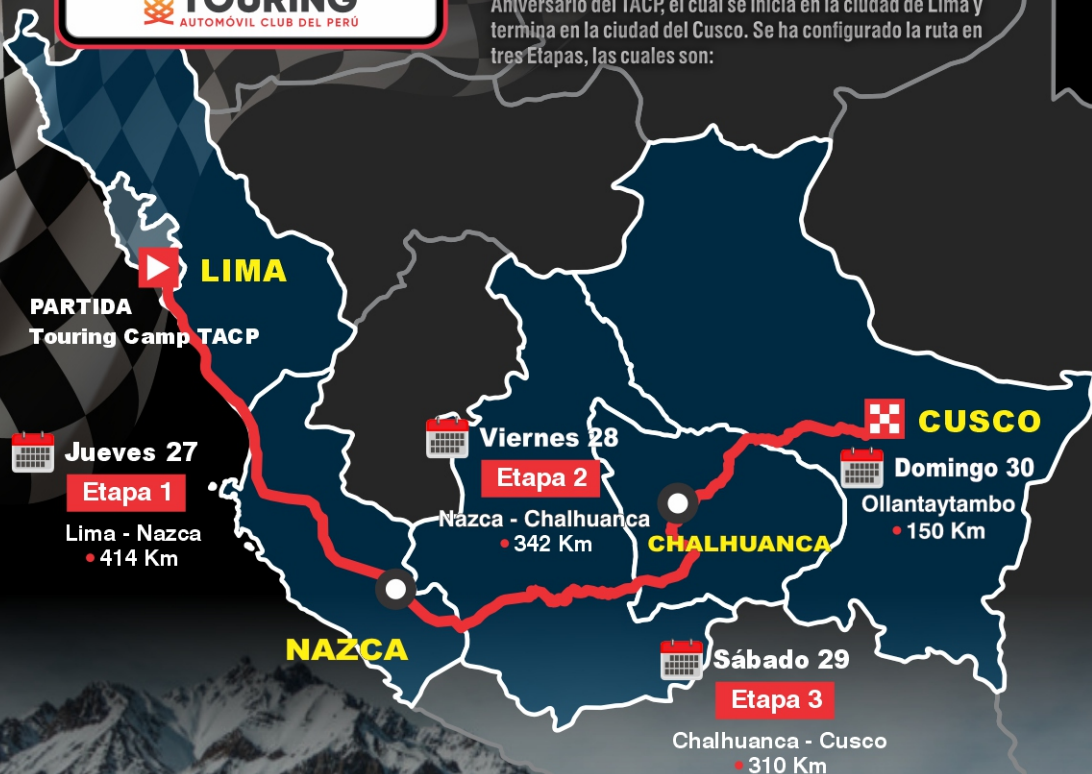 TOURING
AUTOMÓVIL CLUB DEL PERÚ
Aniversario del TACP, el cual se inicia en la ciudad de Lima y
termina en la ciudad del Cusco. Se ha configurado la ruta en
tres Etapas, las cuales son:
LIMA
PARTIDA
Touring Camp TACP
Jueves 27
Etapa 1
Lima - Nazca
• 414 Km
Viernes 28
Etapa 2
Nazca - Chalhuanca
• 342 Km
CHALHUANCA
CUSCO
Domingo 30
Ollantaytambo
• 150 Km
NAZCA
Sábado 29
Etapa 3
Chalhuanca - Cusco
• 310 Km